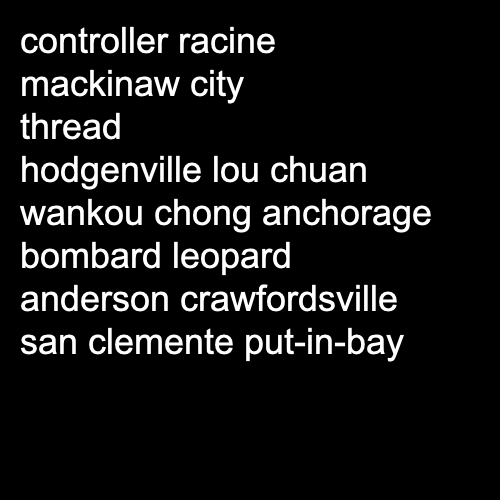 controller racine
mackinaw city
thread
hodgenville lou chuan
wankou chong anchorage
bombard leopard
anderson crawfordsville
san clemente put-in-bay